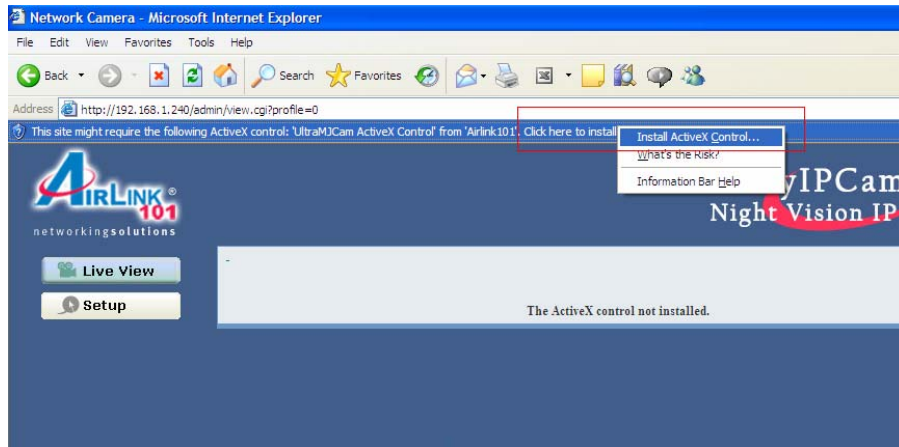 Network Camera - Microsoft Internet Explorer
File Edit View Favorites Tools Help
Back Search Favorites
Address http://192.168.1.240/admin/view.cgi?profile=0
This site might require the following ActiveX control: 'UltraMJCam ActiveX Control' from 'Airlink101'. Click here to install
Install ActiveX Control...
What's the Risk?
Information Bar Help
AIRLINK®
101
networkingsolutions
yIPCam
Night Vision IP
Live View
Setup
-
The ActiveX control not installed.